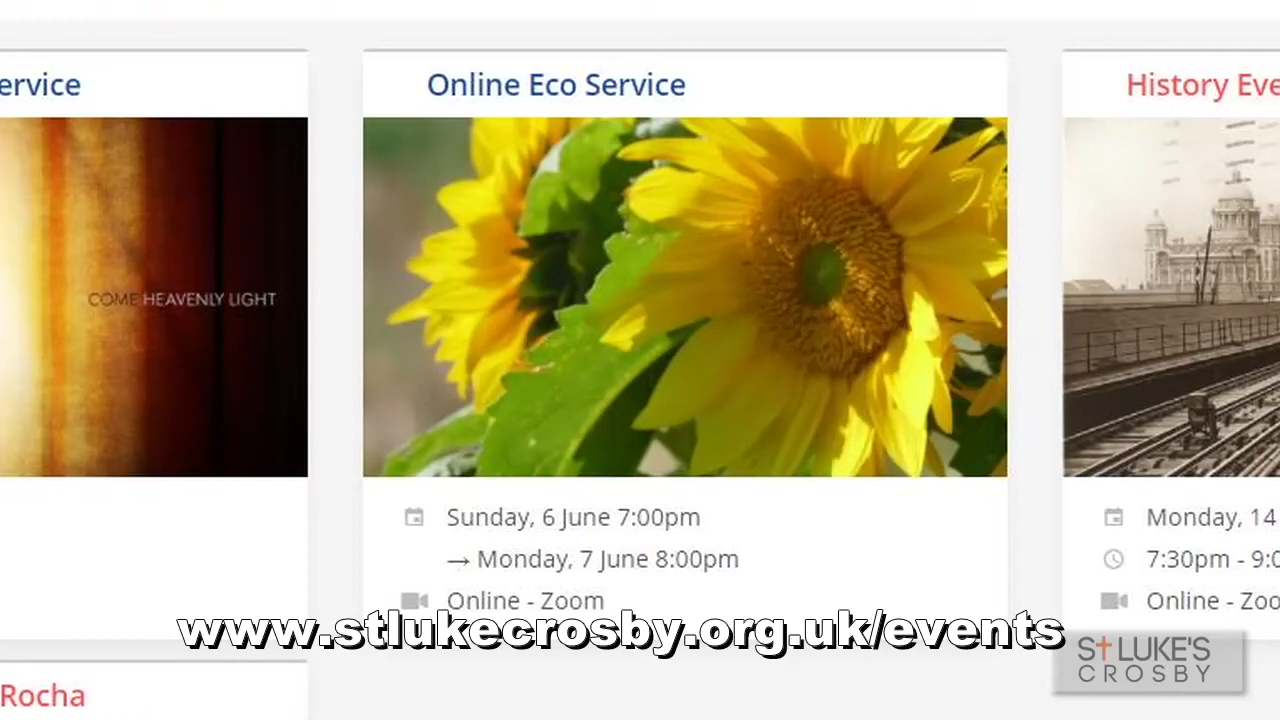 ervice
COME HEAVENLY LIGHT
Online Eco Service
Sunday, 6 June 7:00pm
→ Monday, 7 June 8:00pm
Online - Zoom
History Eve
Monday, 14
7:30pm - 9:0
Online - Zoo
www.stlukecrosby.org.uk/events
ST LUKE'S
CROSBY
Rocha